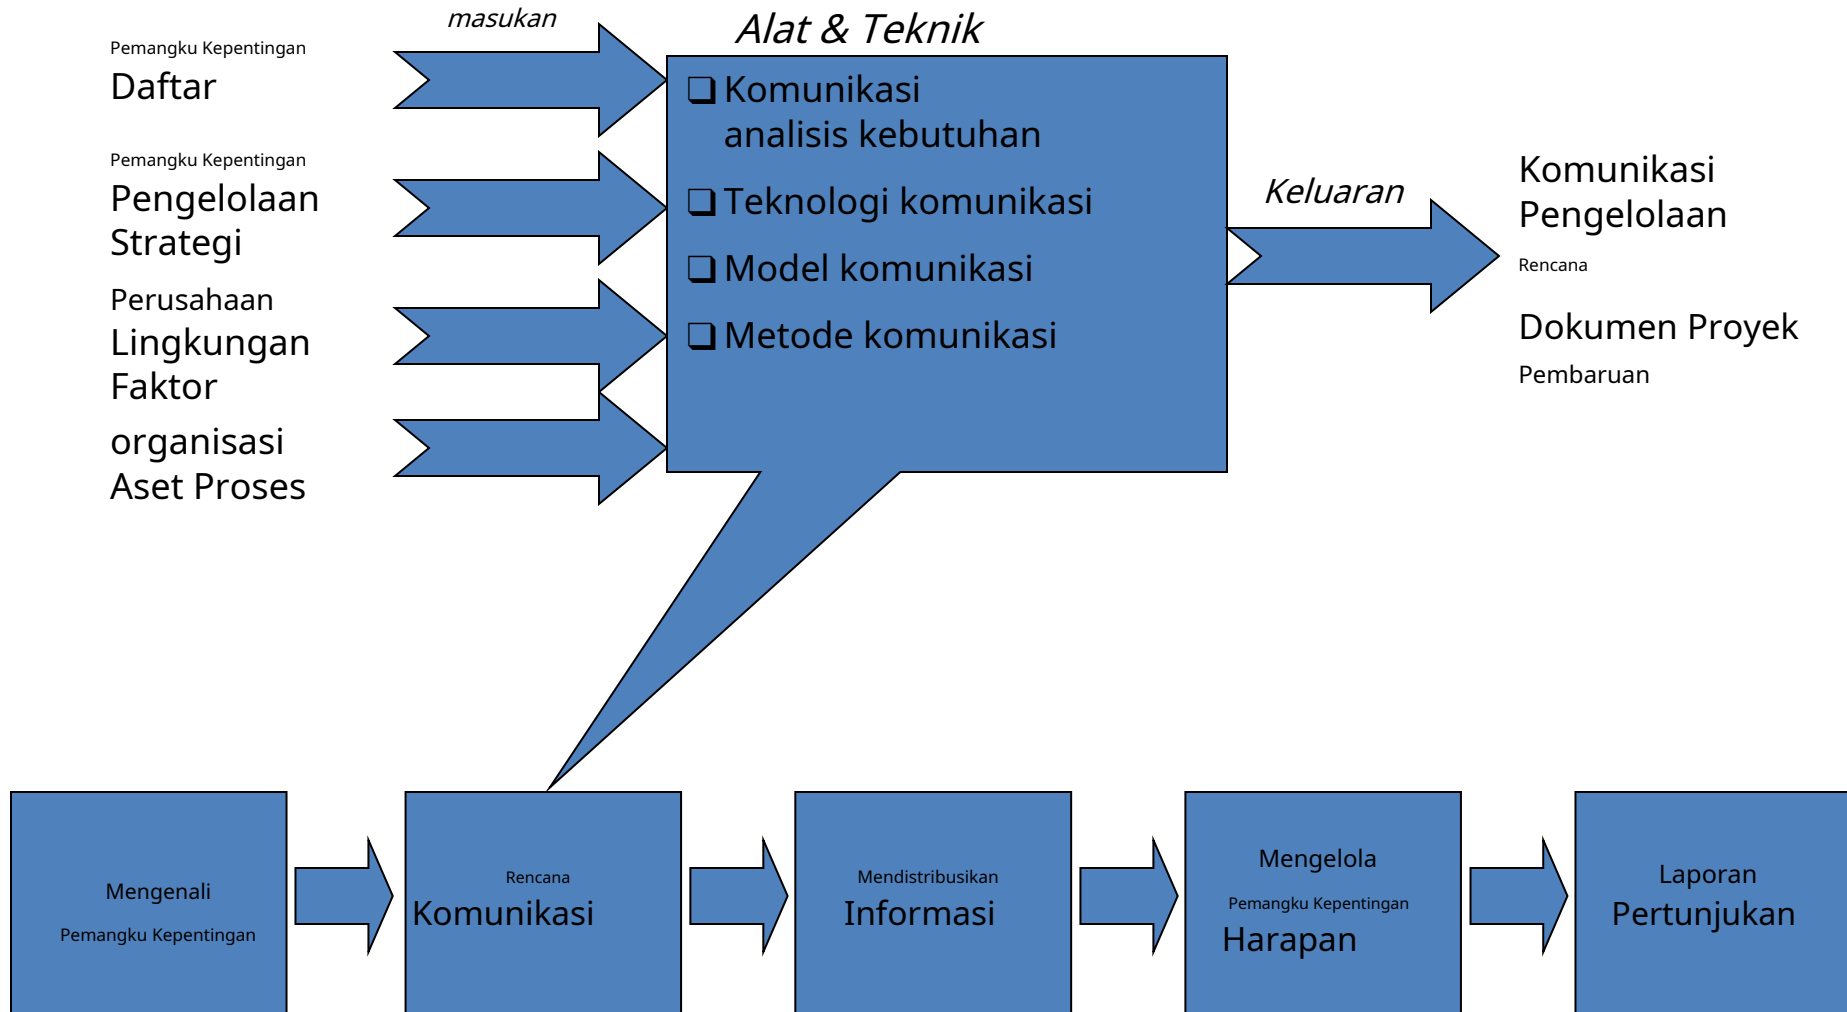 masukan
Pemangku Kepentingan
Daftar
Pemangku Kepentingan
Pengelolaan
Strategi
Perusahaan
Lingkungan
Faktor
organisasi
Aset Proses
Alat & Teknik
❑ Komunikasi
analisis kebutuhan
❑ Teknologi komunikasi
❑ Model komunikasi
❑ Metode komunikasi
Keluaran
Komunikasi
Pengelolaan
Rencana
Dokumen Proyek
Pembaruan
Mengenali
Pemangku Kepentingan
Rencana
Komunikasi
Mendistribusikan
Informasi
Mengelola
Pemangku Kepentingan
Harapan
Laporan
Pertunjukan